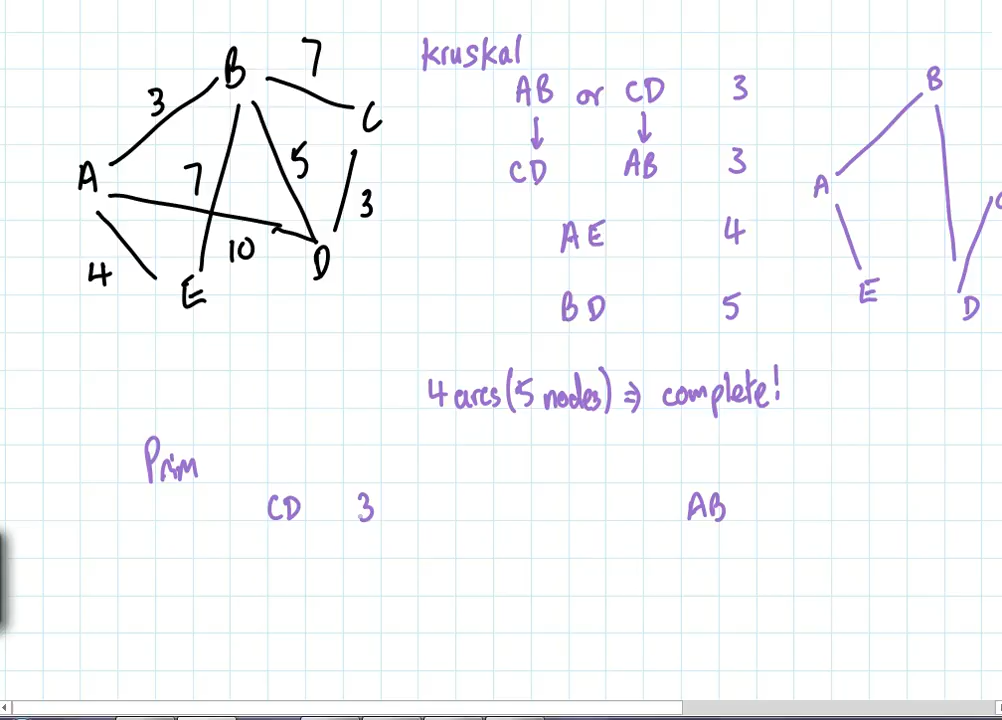 B
7
3
C
A
7
5
3
10
D
4
E
kruskal
AB or CD 3
↓ ↓
CD AB 3
AE 4
BD 5
4 arcs (5 nodes) ⇒ complete!
B
A
C
E
D
Prim
CD 3
AB